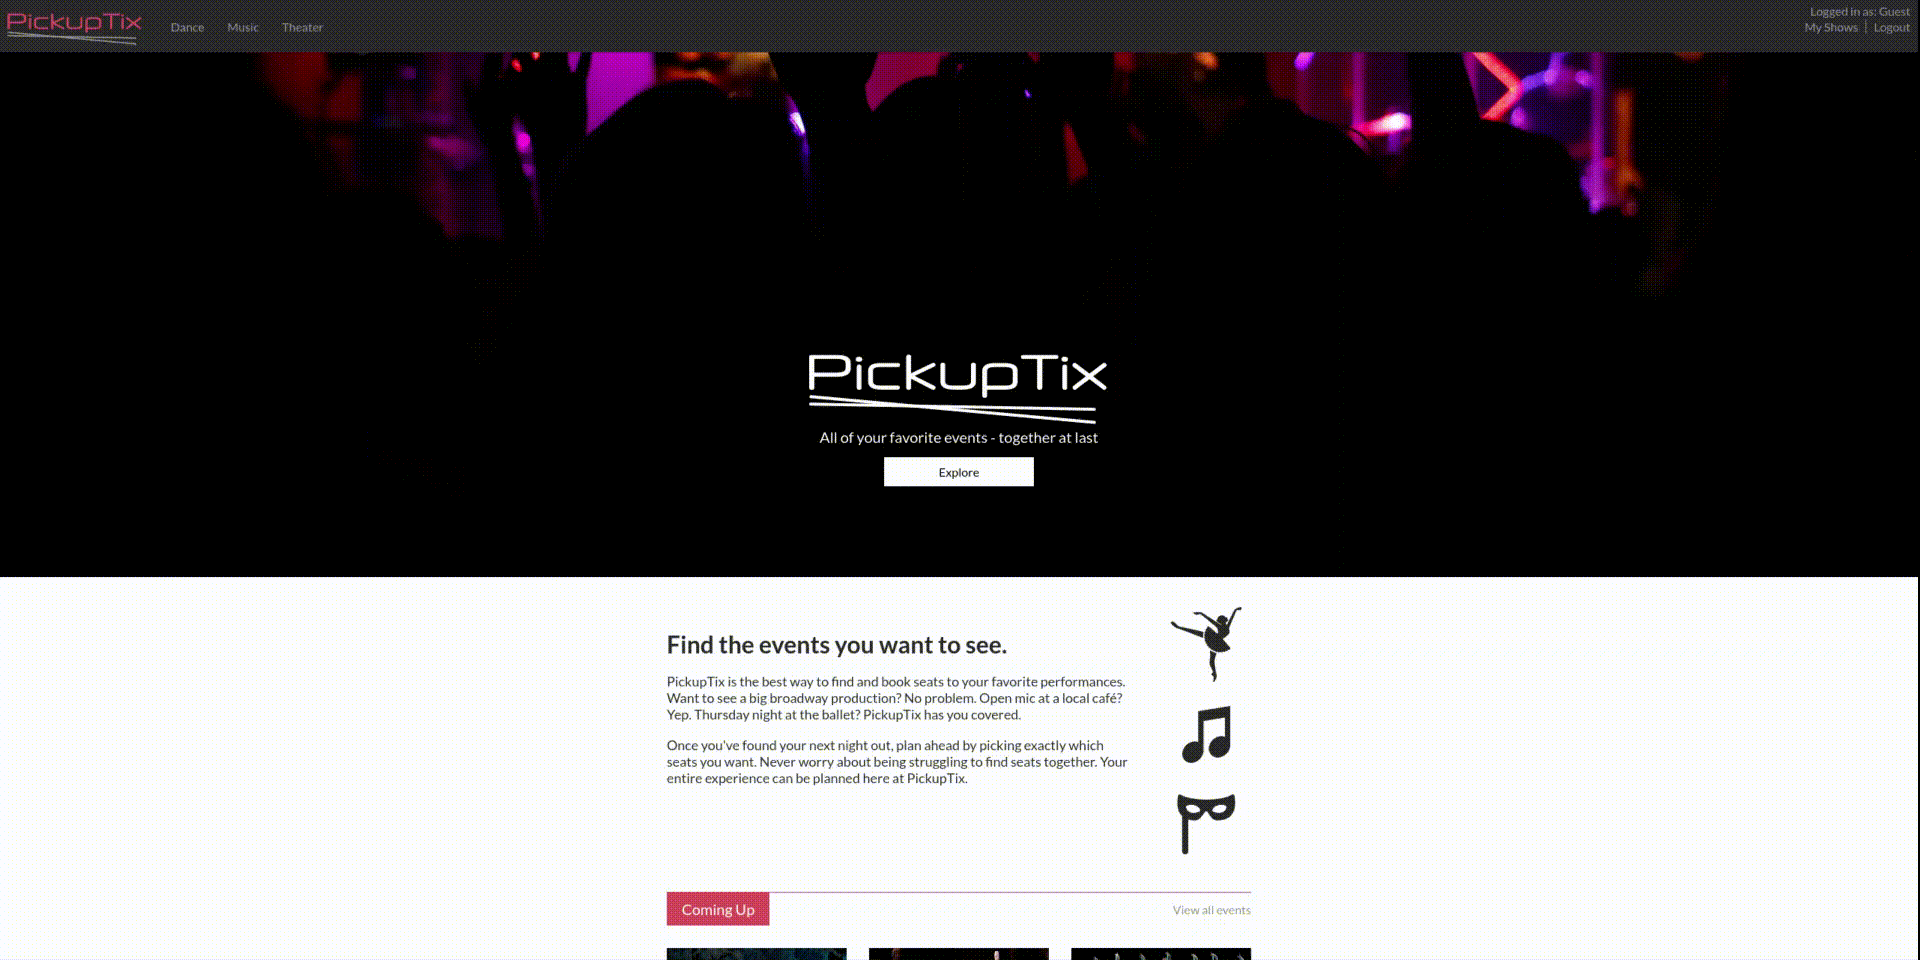 PickupTix
Dance Music Theater
Logged in as: Guest
My Shows | Logout
PickupTix
All of your favorite events - together at last
Explore
Find the events you want to see.
PickupTix is the best way to find and book seats to your favorite performances.
Want to see a big broadway production? No problem. Open mic at a local café?
Yep. Thursday night at the ballet? PickupTix has you covered.
Once you've found your next night out, plan ahead by picking exactly which
seats you want. Never worry about being struggling to find seats together. Your
entire experience can be planned here at PickupTix.
Coming Up
View all events